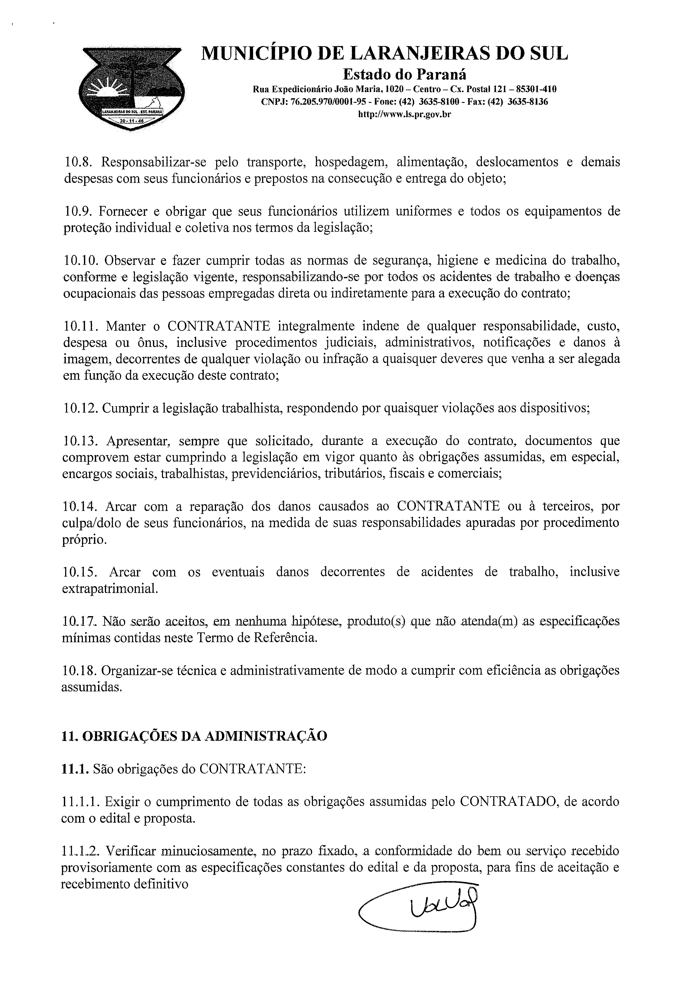 MUNICÍPIO DE LARANJEIRAS DO SUL
Estado do Paraná
Rua Expedicionário João Maria, 1020 – Centro – Cx. Postal 121 – 85301-410
CNPJ: 76.205.970/0001-95 - Fone: (42) 3635-8100 - Fax: (42) 3635-8136
http://www.ls.pr.gov.br
LARANJEIRAS DO SUL - EST. PARANÁ
30 - 11 - 46
10.8. Responsabilizar-se pelo transporte, hospedagem, alimentação, deslocamentos e demais
despesas com seus funcionários e prepostos na consecução e entrega do objeto;
10.9. Fornecer e obrigar que seus funcionários utilizem uniformes e todos os equipamentos de
proteção individual e coletiva nos termos da legislação;
10.10. Observar e fazer cumprir todas as normas de segurança, higiene e medicina do trabalho,
conforme e legislação vigente, responsabilizando-se por todos os acidentes de trabalho e doenças
ocupacionais das pessoas empregadas direta ou indiretamente para a execução do contrato;
10.11. Manter o CONTRATANTE integralmente indene de qualquer responsabilidade, custo,
despesa ou ônus, inclusive procedimentos judiciais, administrativos, notificações e danos à
imagem, decorrentes de qualquer violação ou infração a quaisquer deveres que venha a ser alegada
em função da execução deste contrato;
10.12. Cumprir a legislação trabalhista, respondendo por quaisquer violações aos dispositivos;
10.13. Apresentar, sempre que solicitado, durante a execução do contrato, documentos que
comprovem estar cumprindo a legislação em vigor quanto às obrigações assumidas, em especial,
encargos sociais, trabalhistas, previdenciários, tributários, fiscais e comerciais;
10.14. Arcar com a reparação dos danos causados ao CONTRATANTE ou à terceiros, por
culpa/dolo de seus funcionários, na medida de suas responsabilidades apuradas por procedimento
próprio.
10.15. Arcar com os eventuais danos decorrentes de acidentes de trabalho, inclusive
extrapatrimonial.
10.17. Não serão aceitos, em nenhuma hipótese, produto(s) que não atenda(m) as especificações
mínimas contidas neste Termo de Referência.
10.18. Organizar-se técnica e administrativamente de modo a cumprir com eficiência as obrigações
assumidas.
11. OBRIGAÇÕES DA ADMINISTRAÇÃO
11.1. São obrigações do CONTRATANTE:
11.1.1. Exigir o cumprimento de todas as obrigações assumidas pelo CONTRATADO, de acordo
com o edital e proposta.
11.1.2. Verificar minuciosamente, no prazo fixado, a conformidade do bem ou serviço recebido
provisoriamente com as especificações constantes do edital e da proposta, para fins de aceitação e
recebimento definitivo